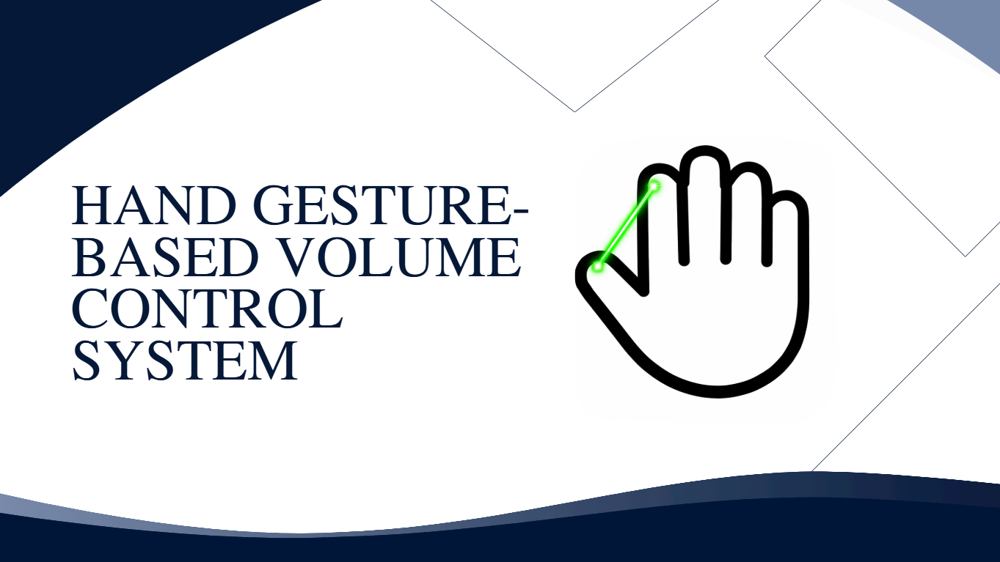 HAND GESTURE-
BASED VOLUME
CONTROL
SYSTEM